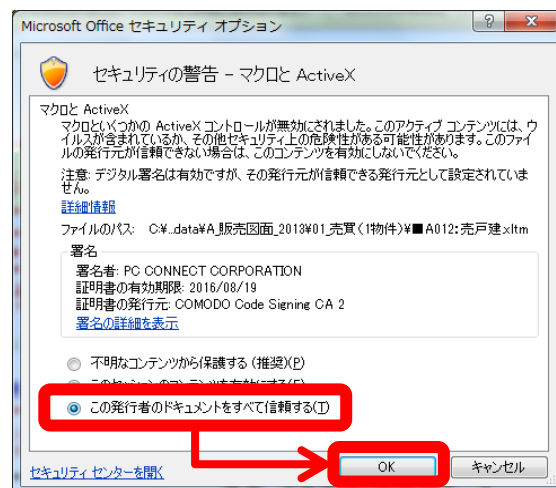 Microsoft Office セキュリティ オプション
セキュリティの警告 - マクロと ActiveX
マクロと ActiveX
マクロといくつかの ActiveX コントロールが無効にされました。このアクティブ コンテンツには、ウ
イルスが含まれているか、その他セキュリティ上の危険性がある可能性があります。このファイ
ルの発行元が信頼できない場合は、このコンテンツを有効にしないでください。
注意: デジタル署名は有効ですが、その発行元が信頼できる発行元として設定されていま
せん。
詳細情報
ファイルのパス: C:¥...data¥A_販売図面_2013¥01_売買(1物件)¥■A012:売戸建.xltm
署名
署名者: PC CONNECT CORPORATION
証明書の有効期限: 2016/08/19
証明書の発行元: COMODO Code Signing CA 2
署名の詳細を表示
不明なコンテンツから保護する (推奨)(P)
この発行者のドキュメントをすべて信頼する(T)
セキュリティ センターを開く
OK
キャンセル